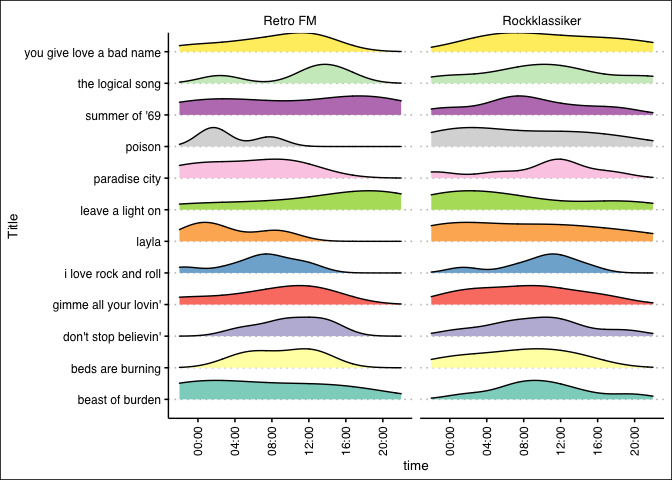 Retro FM Rockklassiker
you give love a bad name
the logical song
summer of '69
poison
paradise city
leave a light on
layla
i love rock and roll
gimme all your lovin'
don't stop believin'
beds are burning
beast of burden
Title
00:00 04:00 08:00 12:00 16:00 20:00 00:00 04:00 08:00 12:00 16:00 20:00
time